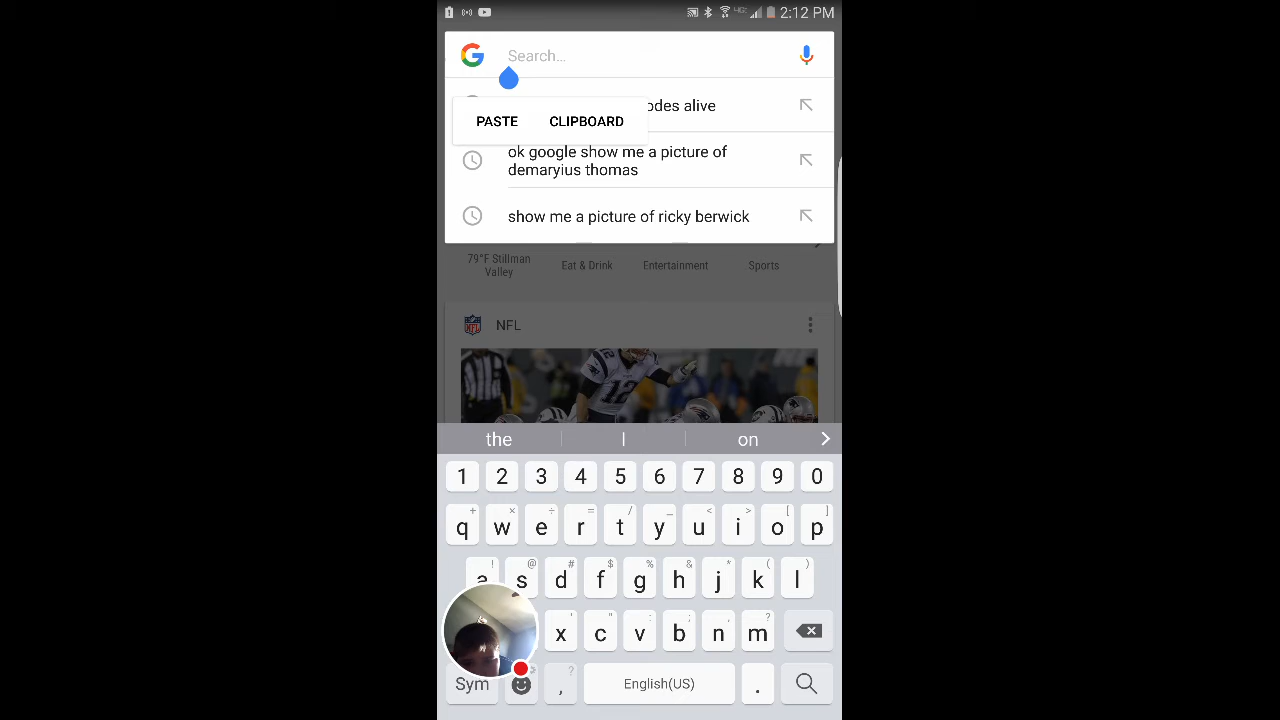 2:12 PM
Search...
odes alive
PASTE CLIPBOARD
ok google show me a picture of
demaryius thomas
show me a picture of ricky berwick
79°F Stillman
Valley
Eat & Drink
Entertainment
Sports
NFL
12
the I on
1 2 3 4 5 6 7 8 9 0
+ × ÷ = / _ < > [ ]
q w e r t y u i o p
! @ # $ % ^ & * ( )
a s d f g h j k l
' " : ; , ?
x c v b n m
Sym , English(US) .